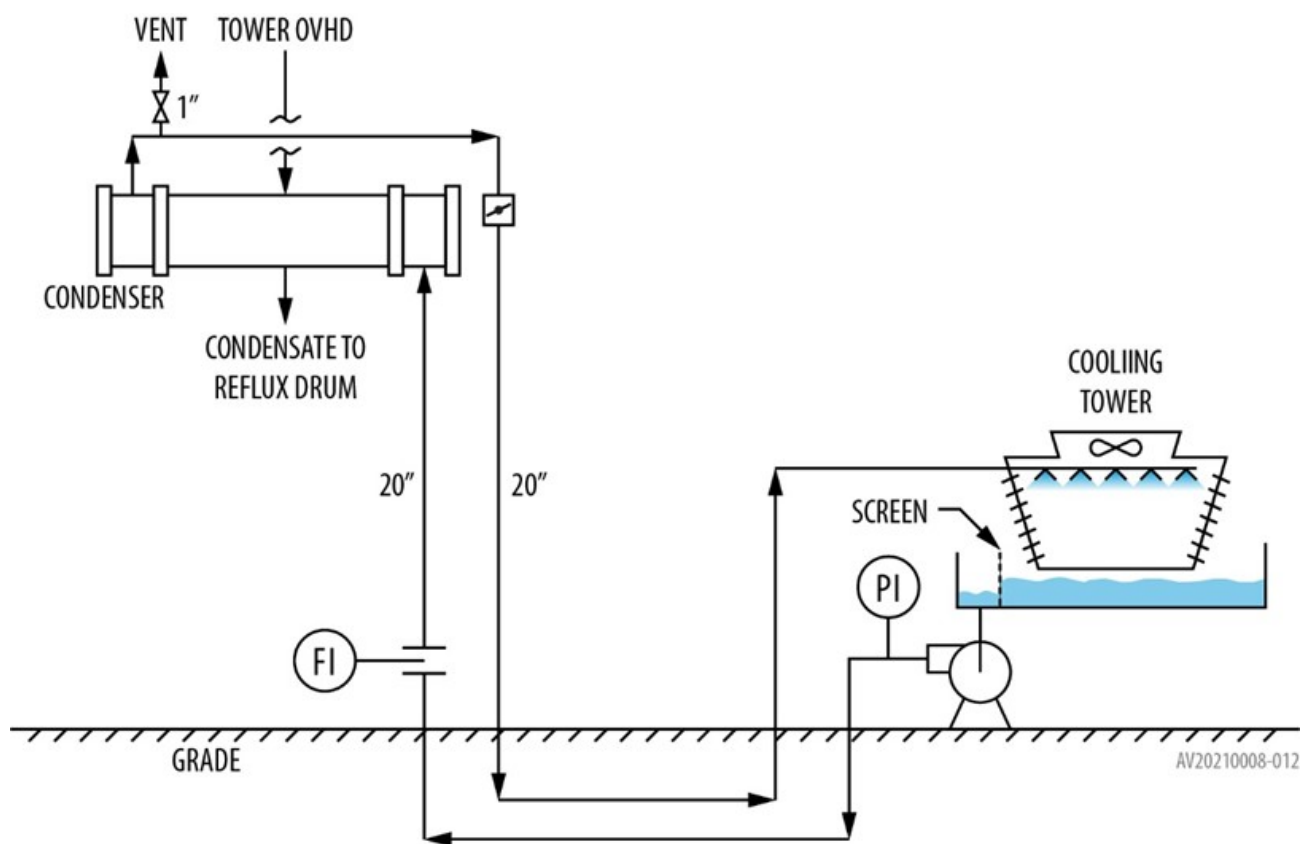 VENT
TOWER OVHD
1”
CONDENSER
CONDENSATE TO
REFLUX DRUM
COOLIING
TOWER
20”
20”
SCREEN
PI
FI
GRADE
AV20210008-012